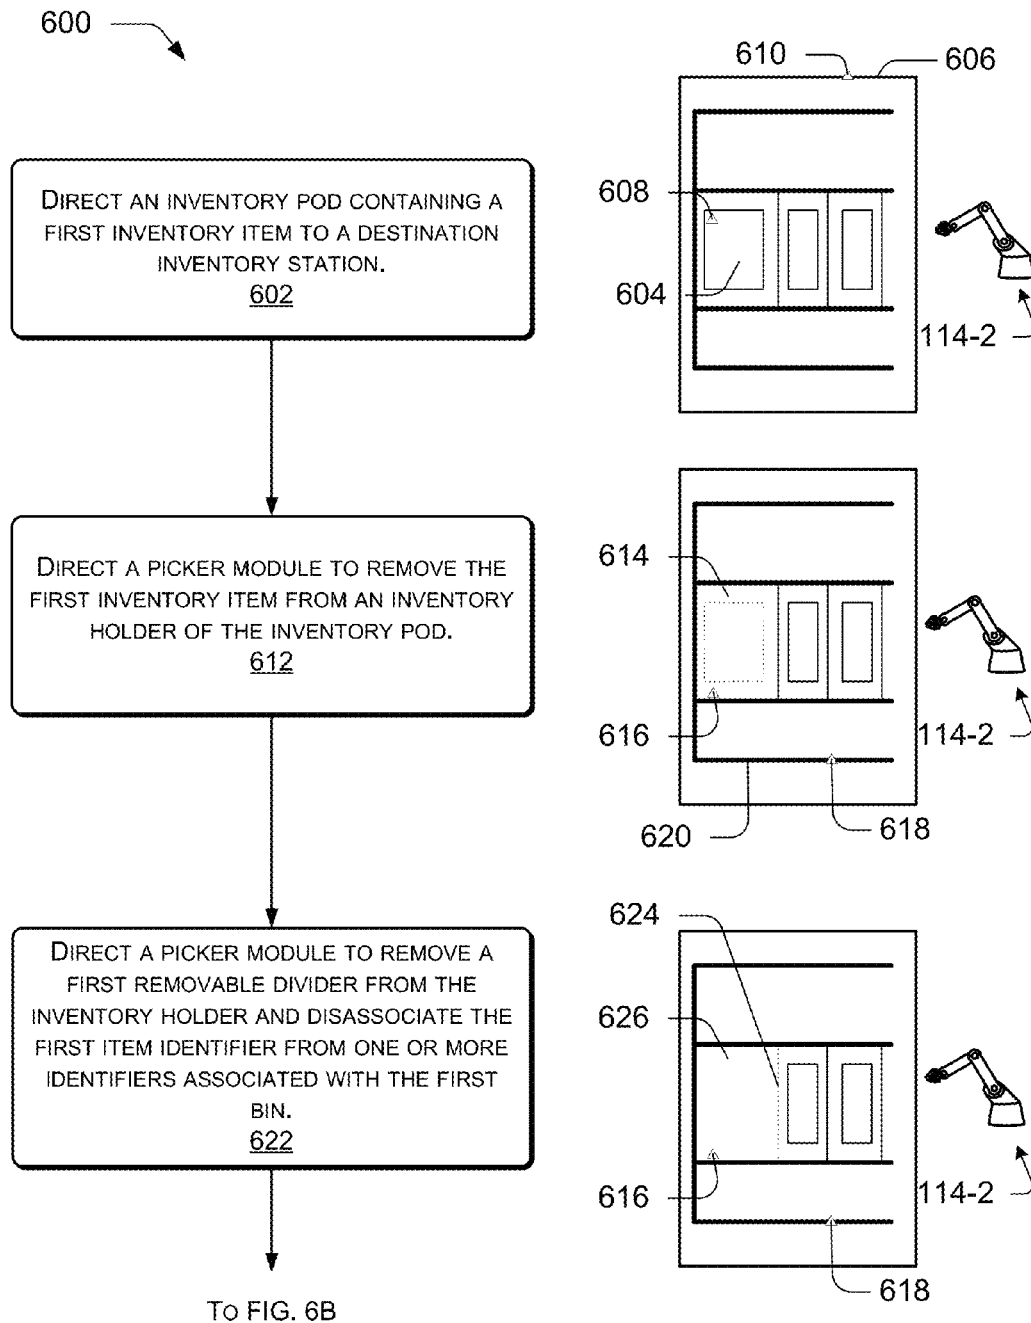 600
610
606
DIRECT AN INVENTORY POD CONTAINING A
FIRST INVENTORY ITEM TO A DESTINATION
INVENTORY STATION.
602
608
604
114-2
DIRECT A PICKER MODULE TO REMOVE THE
FIRST INVENTORY ITEM FROM AN INVENTORY
HOLDER OF THE INVENTORY POD.
612
614
616
114-2
620
618
DIRECT A PICKER MODULE TO REMOVE A
FIRST REMOVABLE DIVIDER FROM THE
INVENTORY HOLDER AND DISASSOCIATE THE
FIRST ITEM IDENTIFIER FROM ONE OR MORE
IDENTIFIERS ASSOCIATED WITH THE FIRST
BIN.
622
624
626
616
114-2
618
TO FIG. 6B